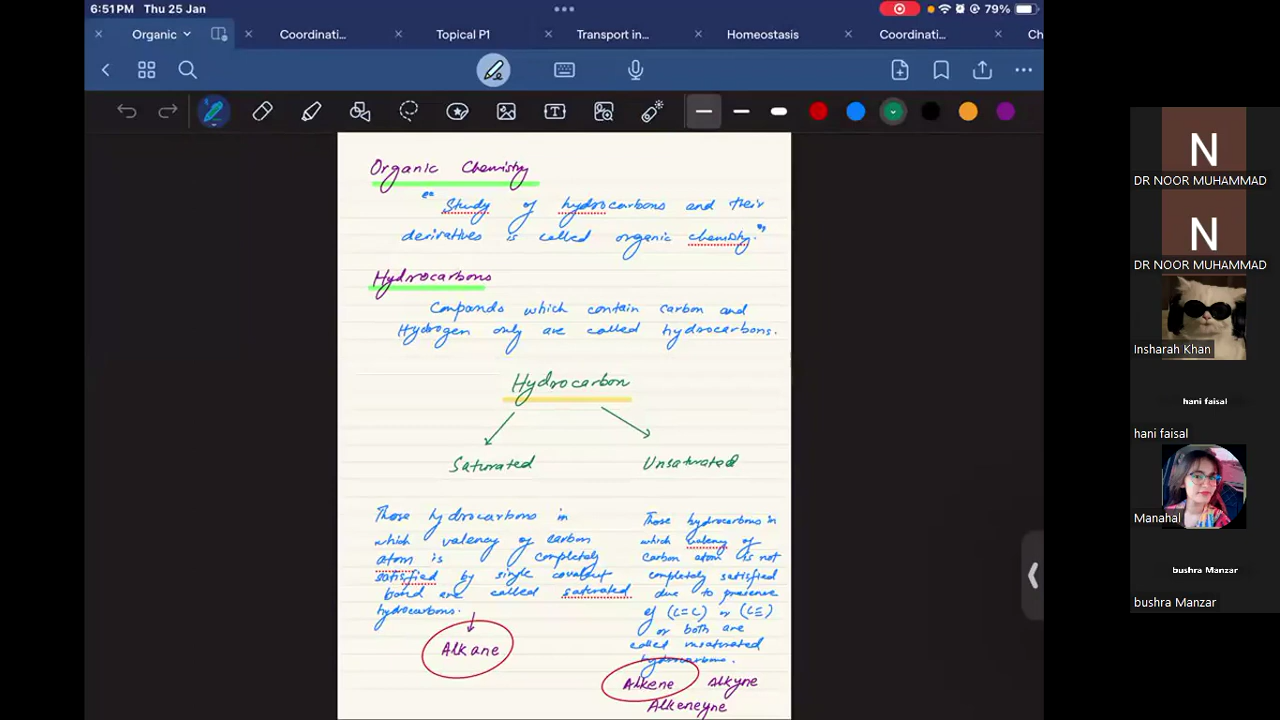 6:51PM Thu 25 Jan
79%
Organic
Coordinati...
Topical P1
Transport in...
Homeostasis
Coordinati...
Ch
Organic Chemistry
" Study of hydrocarbons and their
derivatives is called organic chemistry."
Hydrocarbons
Compands which contain carbon and
Hydrogen only are called hydrocarbons.
Hydrocarbon
Saturated
Unsaturated
Those hydrocarbons in
which valency of carbon
atom is completely
satisfied by single covalent
bond are called saturated
hydrocarbons.
Alkane
Those hydrocarbons in
which valency of
carbon atom is not
completely satisfied
due to presence
of (C=C) or (C≡)
or both are
called unsaturated
hydrocarbons.
Alkene Alkyne
Alkeneyne
N
DR NOOR MUHAMMAD
N
DR NOOR MUHAMMAD
Insharah Khan
hani faisal
hani faisal
Manahal
bushra Manzar
bushra Manzar